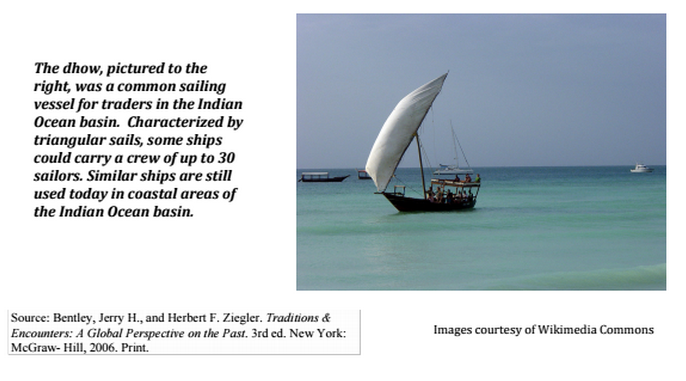 The dhow, pictured to the
right, was a common sailing
vessel for traders in the Indian
Ocean basin.  Characterized by
triangular sails, some ships
could carry a crew of up to 30
sailors. Similar ships are still
used today in coastal areas of
the Indian Ocean basin.
Source: Bentley, Jerry H., and Herbert F. Ziegler. Traditions &
Encounters: A Global Perspective on the Past. 3rd ed. New York:
McGraw- Hill, 2006. Print.
Images courtesy of Wikimedia Commons